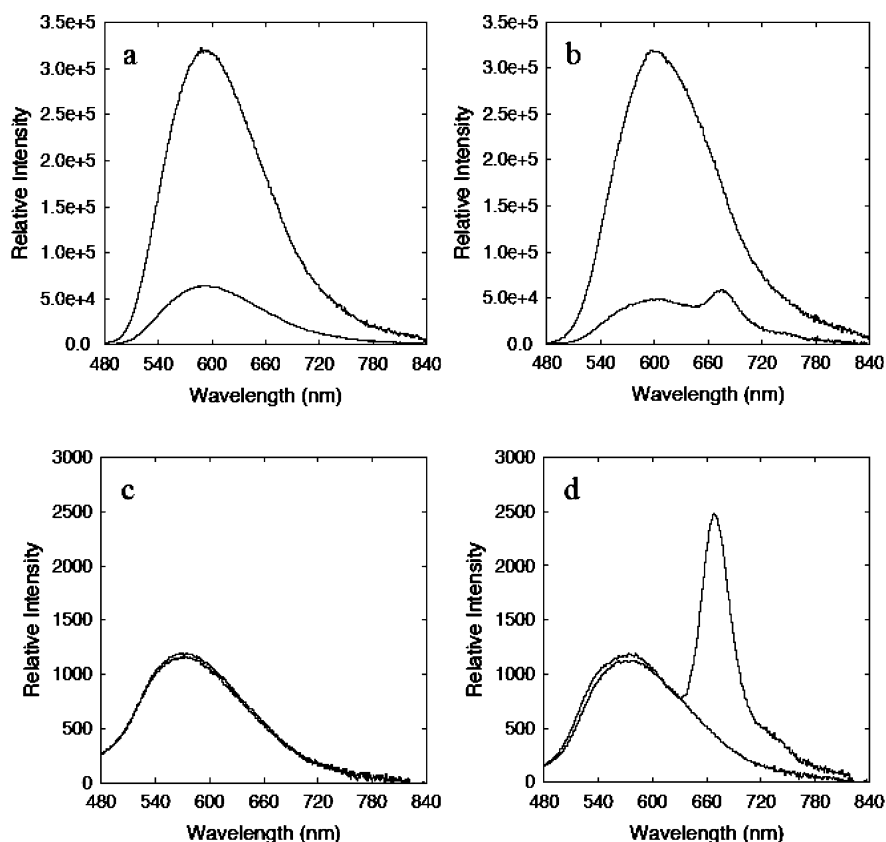 a
3.5e+5
3.0e+5
2.5e+5
3.0e+5
1.5e+5
1.0e+5
5.0e+4
0.0
480 540 600 660 720 780 840
Relative Intensity
Wavelength (nm)
b
3.5e+5
3.0e+5
2.5e+5
3.0e+5
1.5e+5
1.0e+5
5.0e+4
0.0
480 540 600 660 720 780 840
Relative Intensity
Wavelength (nm)
c
3000
2500
2000
1500
1000
500
0
480 540 600 660 720 780 840
Relative Intensity
Wavelength (nm)
d
3000
2500
2000
1500
1000
500
0
480 540 600 660 720 780 840
Relative Intensity
Wavelength (nm)